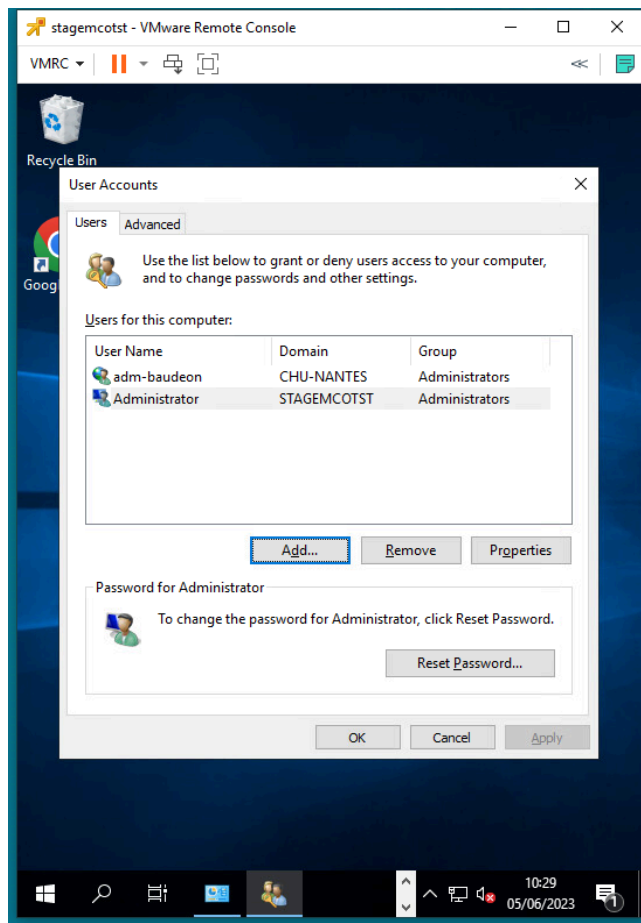 stagemcotst - VMware Remote Console
VMRC
Recycle Bin
User Accounts
Users
Advanced
Use the list below to grant or deny users access to your computer,
and to change passwords and other settings.
Goog
Users for this computer:
User Name Domain Group
adm-baudeon CHU-NANTES Administrators
Administrator STAGEMCOTST Administrators
Add... Remove Properties
Password for Administrator
To change the password for Administrator, click Reset Password.
Reset Password...
OK Cancel Apply
10:29
05/06/2023
1